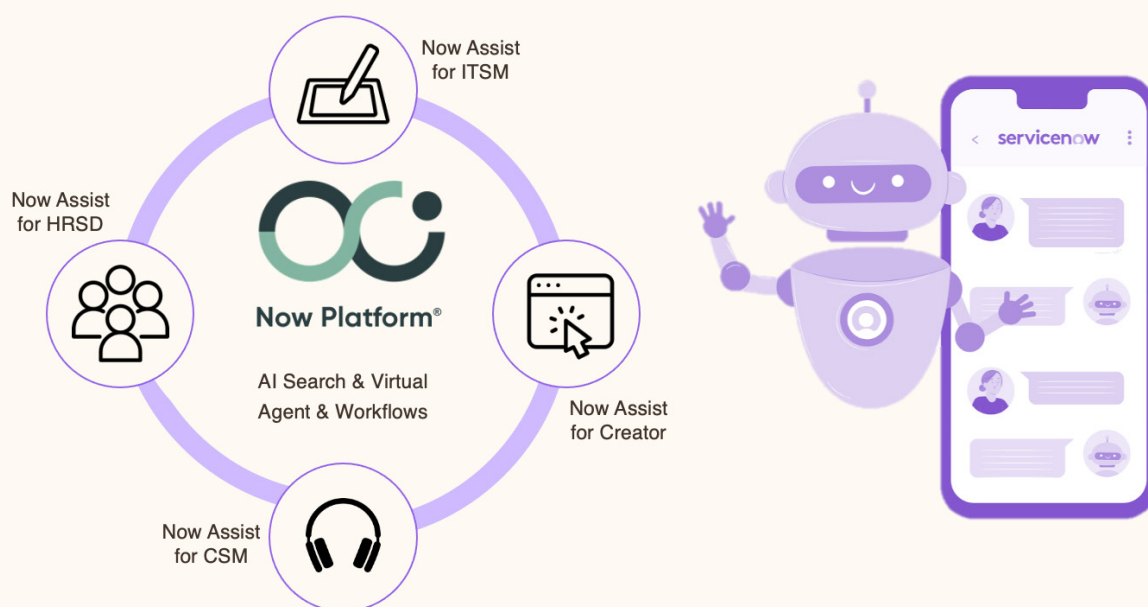 Now Assist
for ITSM
Now Assist
for HRSD
Now Platform®
AI Search & Virtual
Agent & Workflows
Now Assist
for Creator
Now Assist
for CSM
servicenow